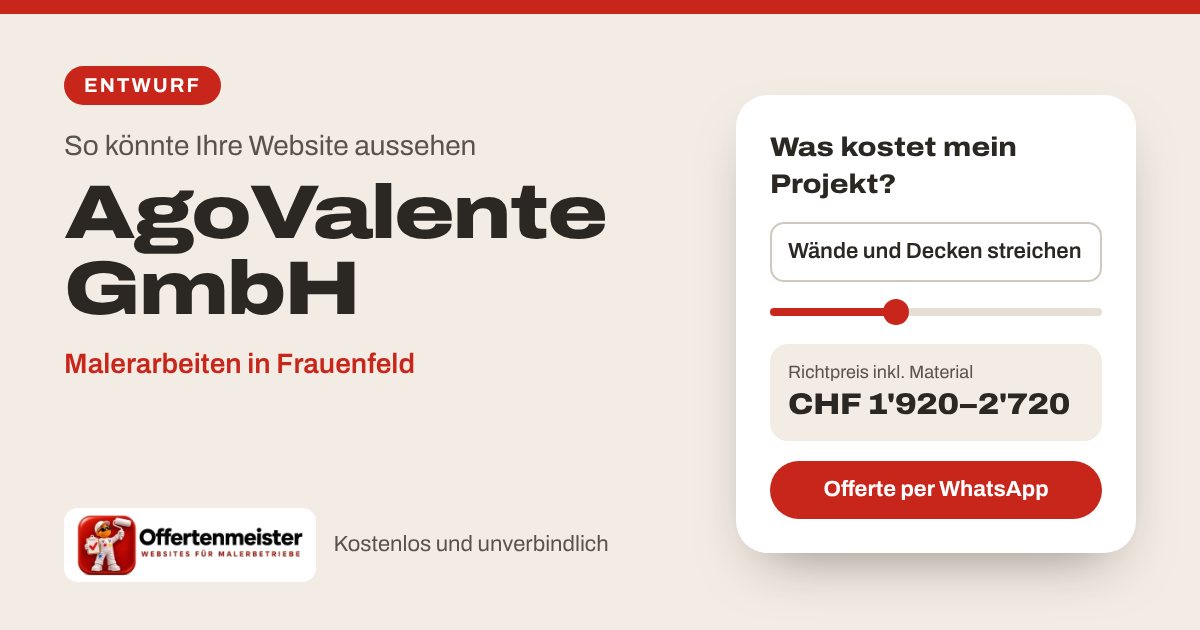 ENTWURF
So könnte Ihre Website aussehen
AgoValente
GmbH
Malerarbeiten in Frauenfeld
Offertenmeister
WEBSITES FÜR MALERBETRIEBE
Kostenlos und unverbindlich
Was kostet mein
Projekt?
Wände und Decken streichen
Richtpreis inkl. Material
CHF 1'920–2'720
Offerte per WhatsApp